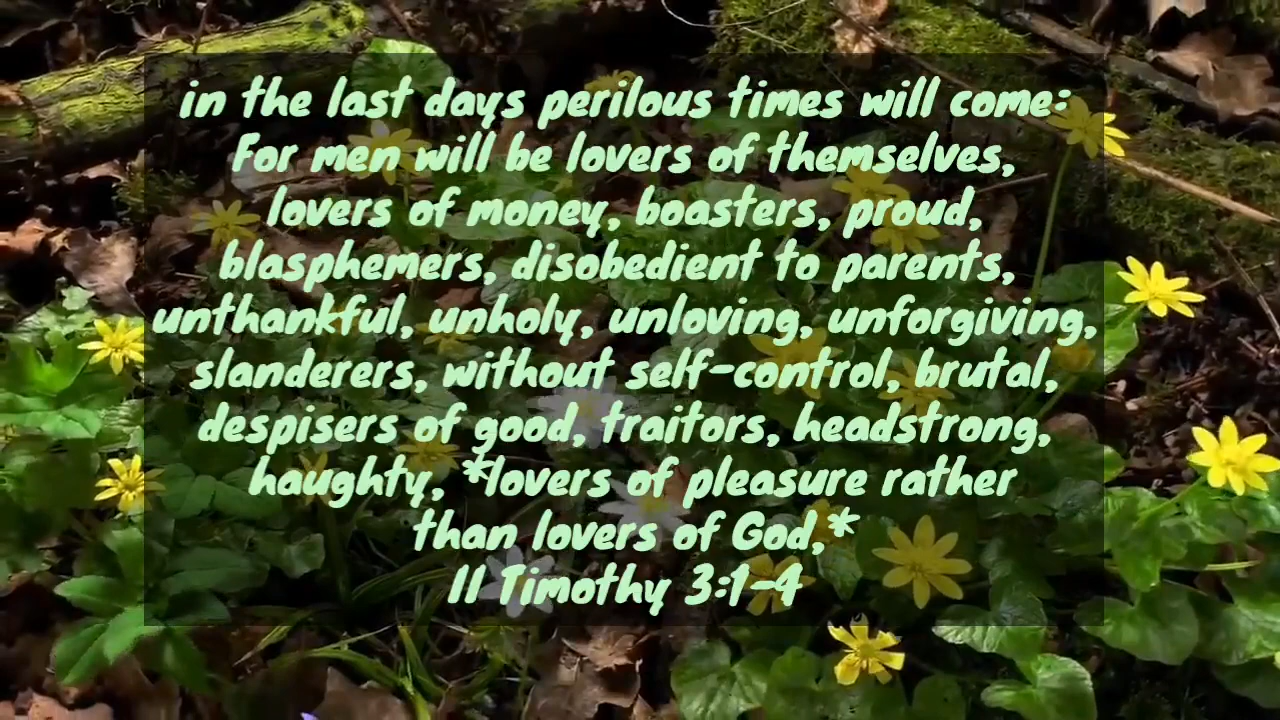 in the last days perilous times will come:
For men will be lovers of themselves,
lovers of money, boasters, proud,
blasphemers, disobedient to parents,
unthankful, unholy, unloving, unforgiving,
slanderers, without self-control, brutal,
despisers of good, traitors, headstrong,
haughty, *lovers of pleasure rather
than lovers of God,*
II Timothy 3:1-4